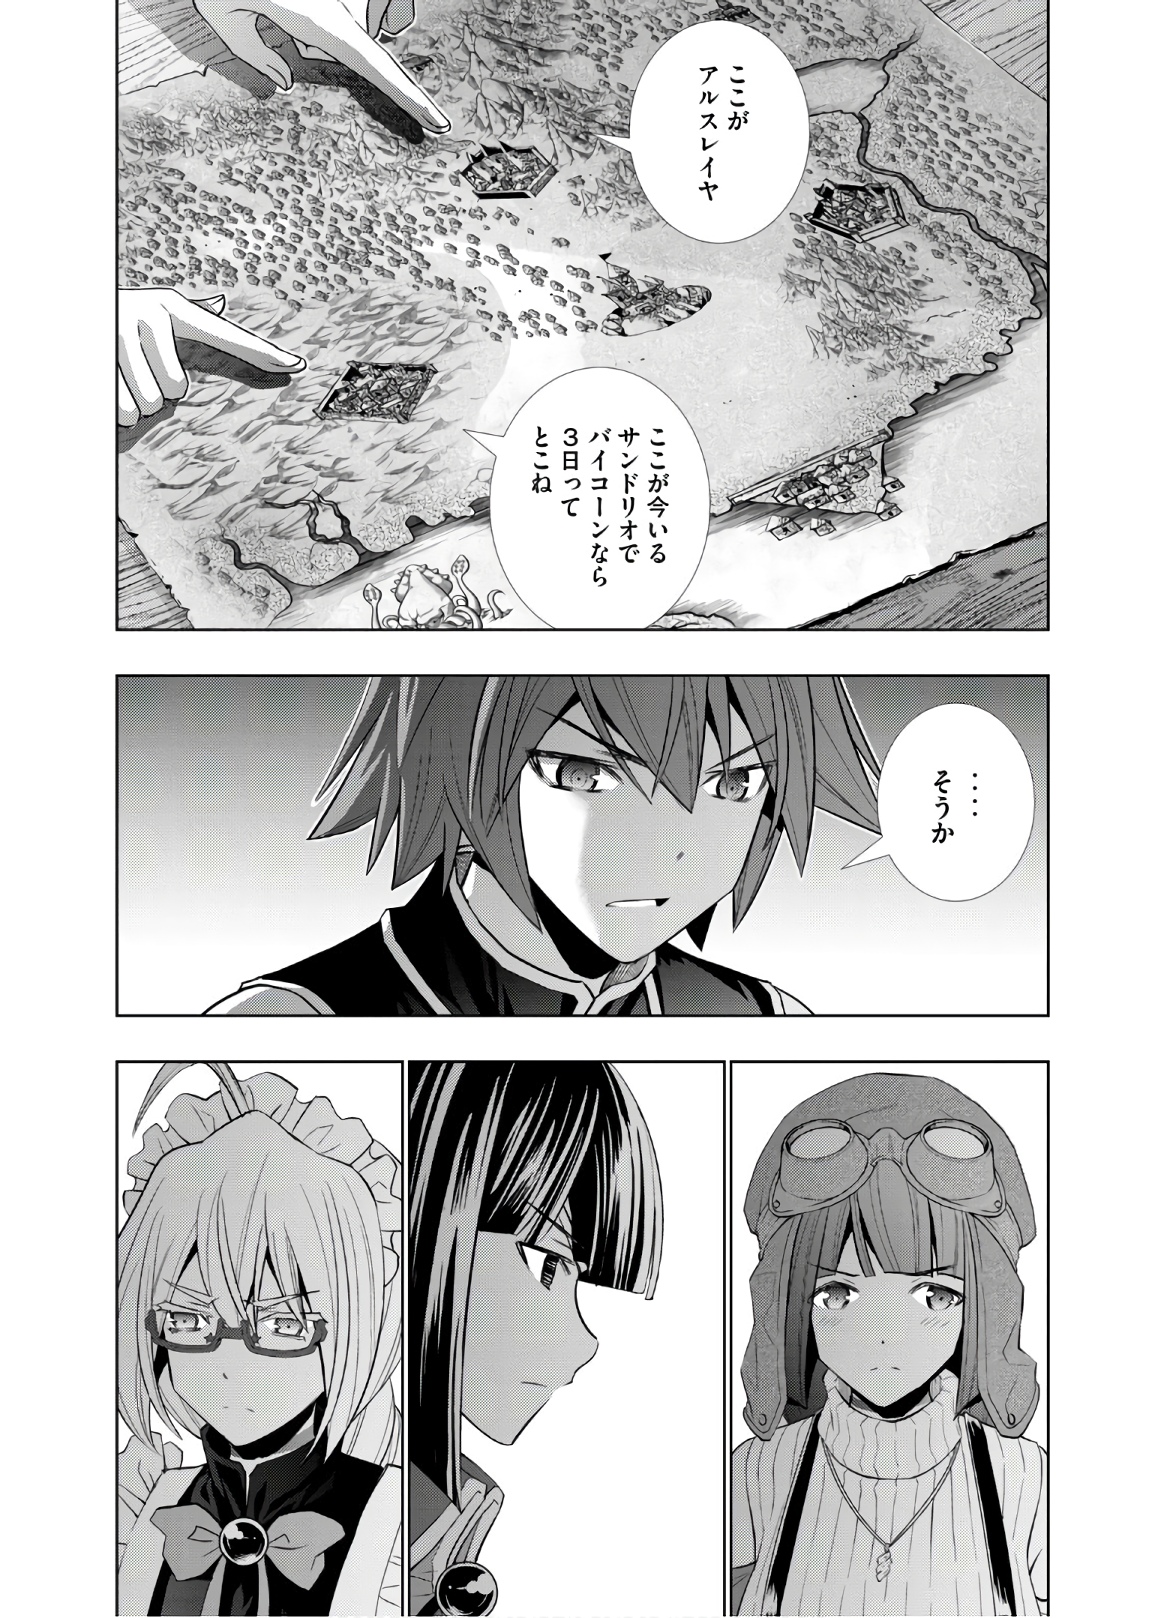 ここが
アルスレイヤ
ここが今いる
サンドリオで
バイコーンなら
３日って
とこね
‥‥
そうか